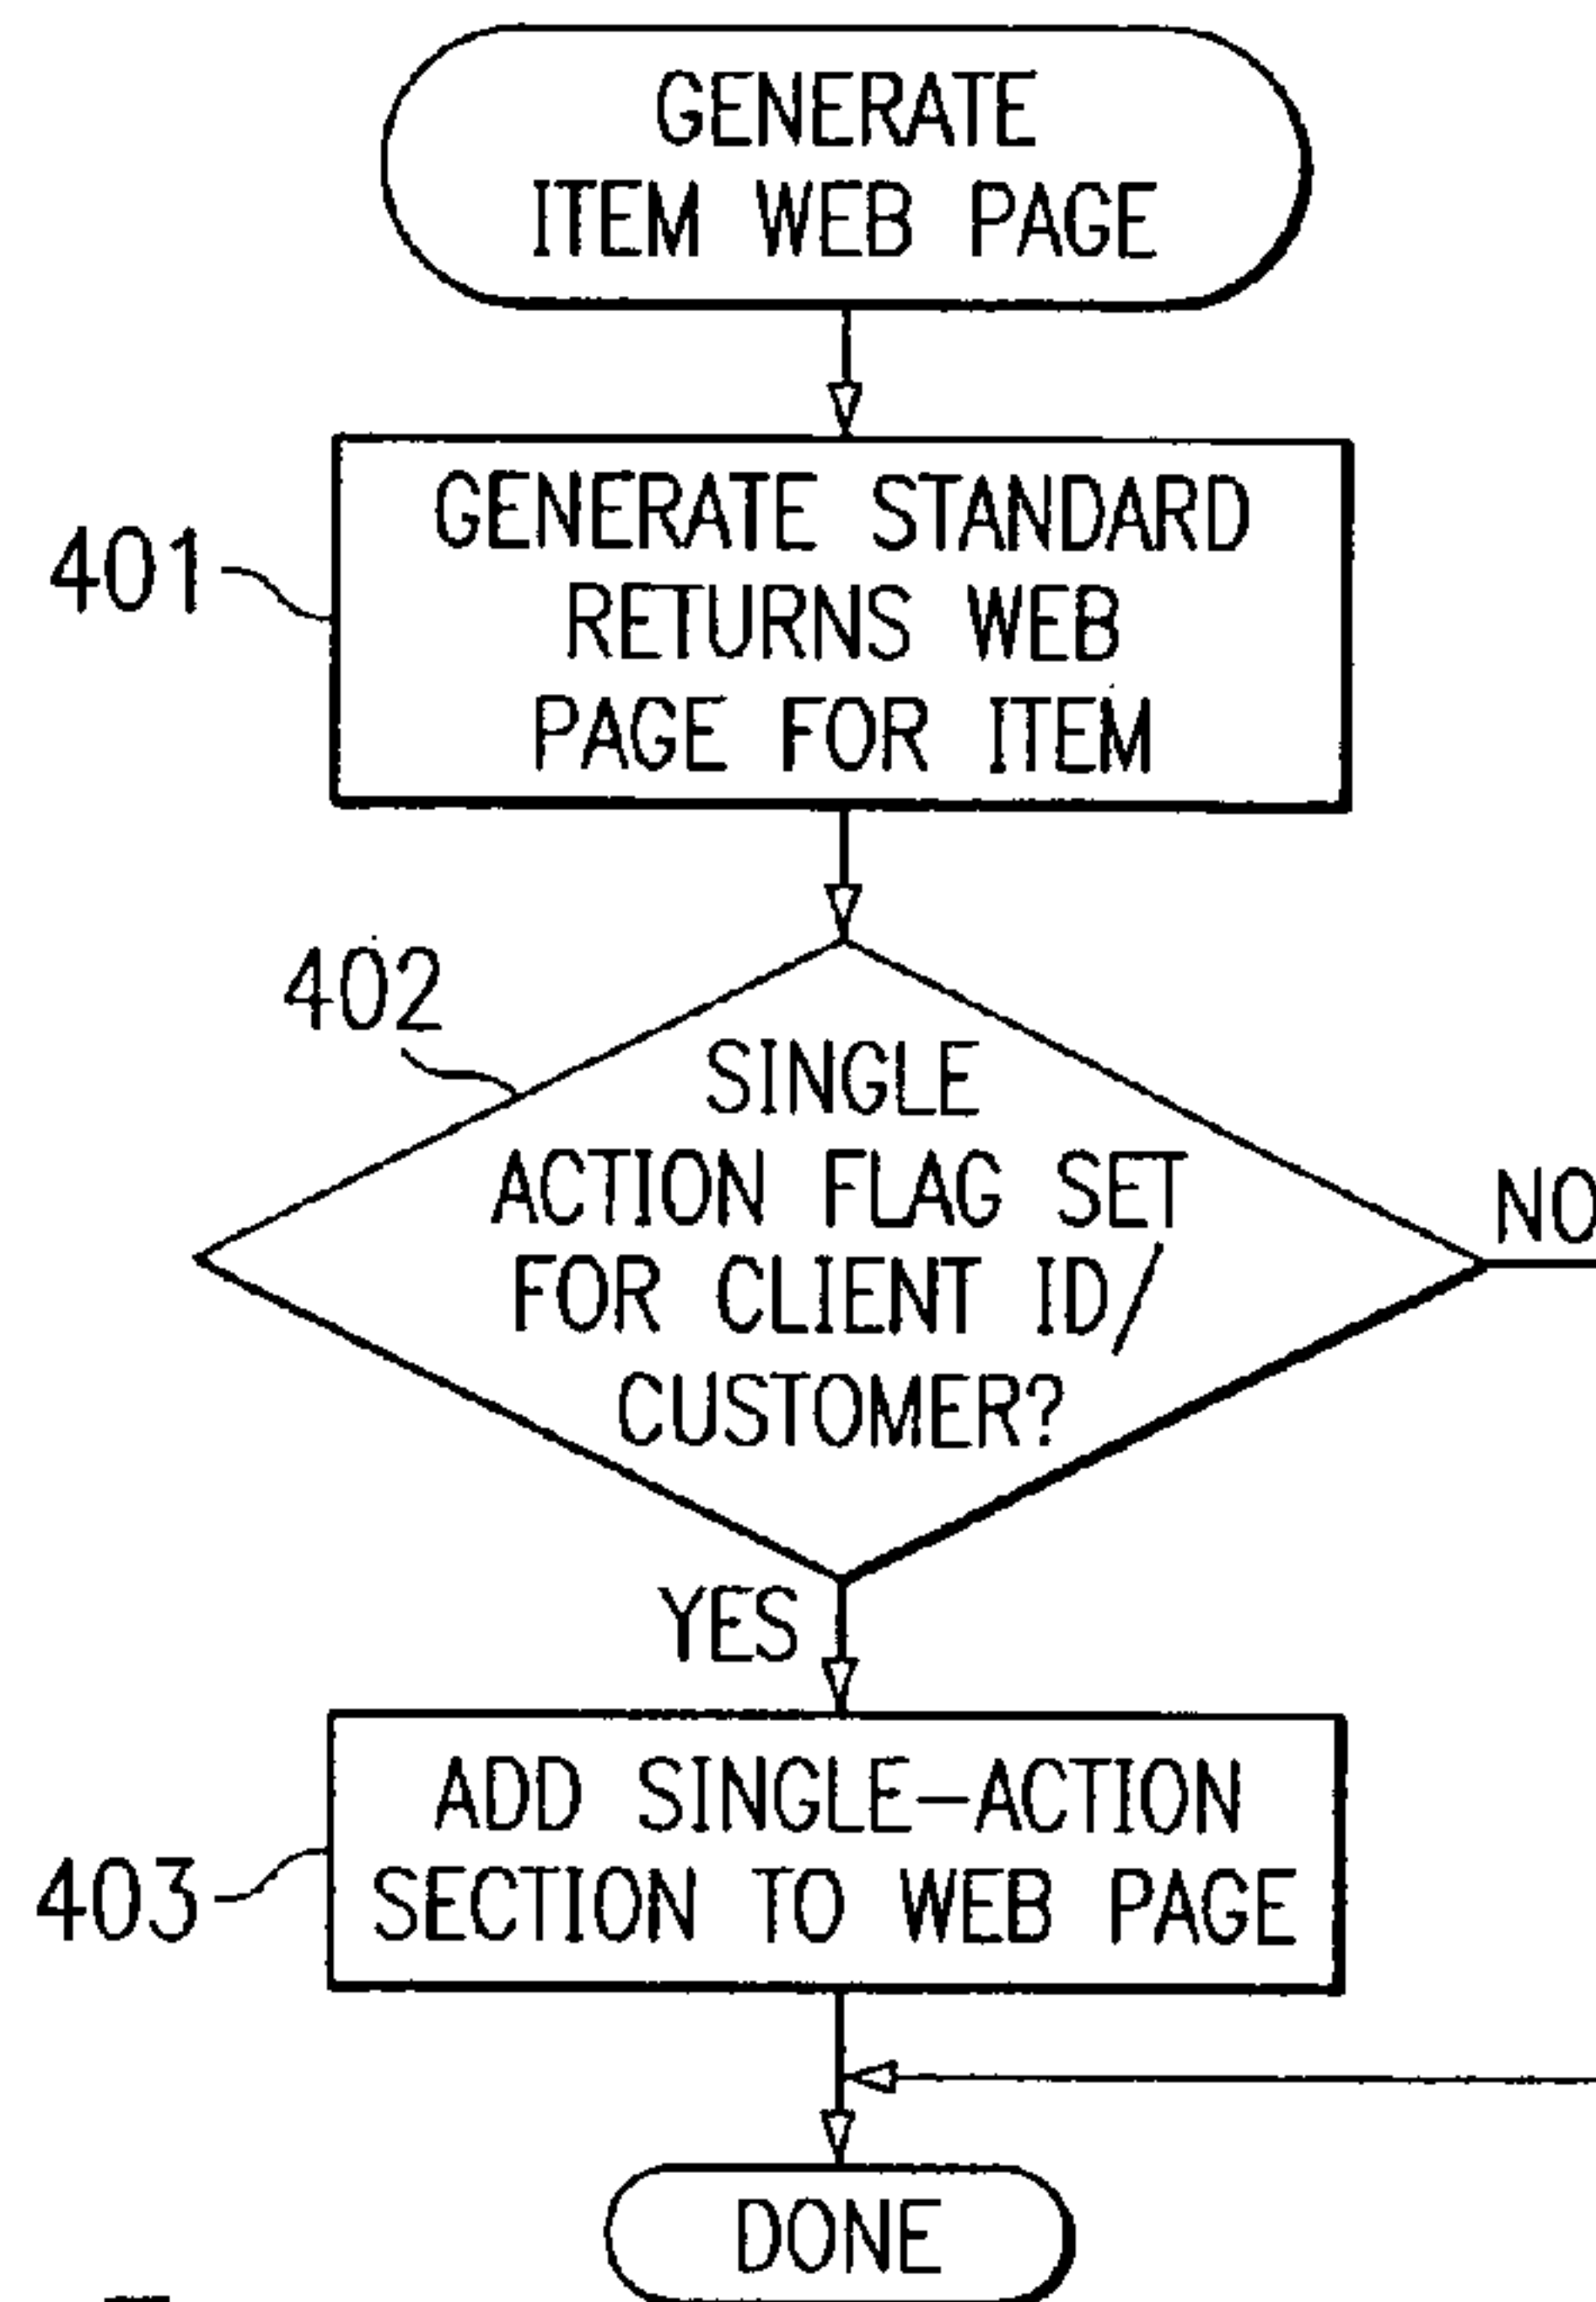 GENERATE
ITEM WEB PAGE
401
GENERATE STANDARD
RETURNS WEB
PAGE FOR ITEM
402
SINGLE
ACTION FLAG SET
FOR CLIENT ID/
CUSTOMER?
NO
YES
403
ADD SINGLE-ACTION
SECTION TO WEB PAGE
DONE